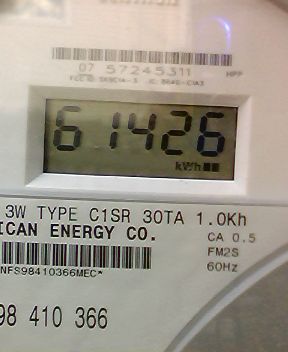 07 57245311 HPP
61426
kWh
3W TYPE C1SR 30TA 1.0Kh
ICAN ENERGY CO.
CA 0.5
FM2S
60Hz
NFS98410366MEC*
98 410 366